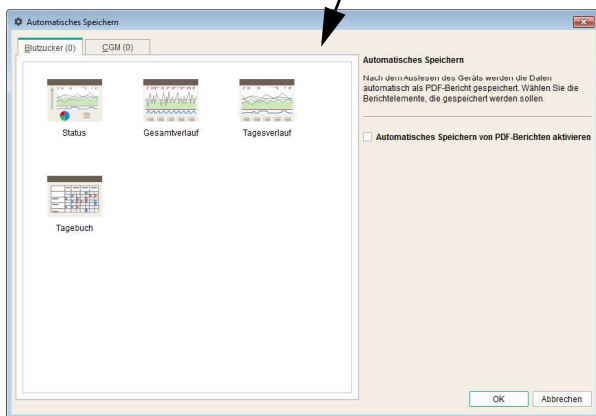 Automatisches Speichern
Blutzucker (0) CGM (0)
Status Gesamtverlauf Tagesverlauf
Tagebuch
Automatisches Speichern
Nach dem Auslesen des Geräts werden die Daten
automatisch als PDF-Bericht gespeichert. Wählen Sie die
Berichtelemente, die gespeichert werden sollen.
Automatisches Speichern von PDF-Berichten aktivieren
OK Abbrechen